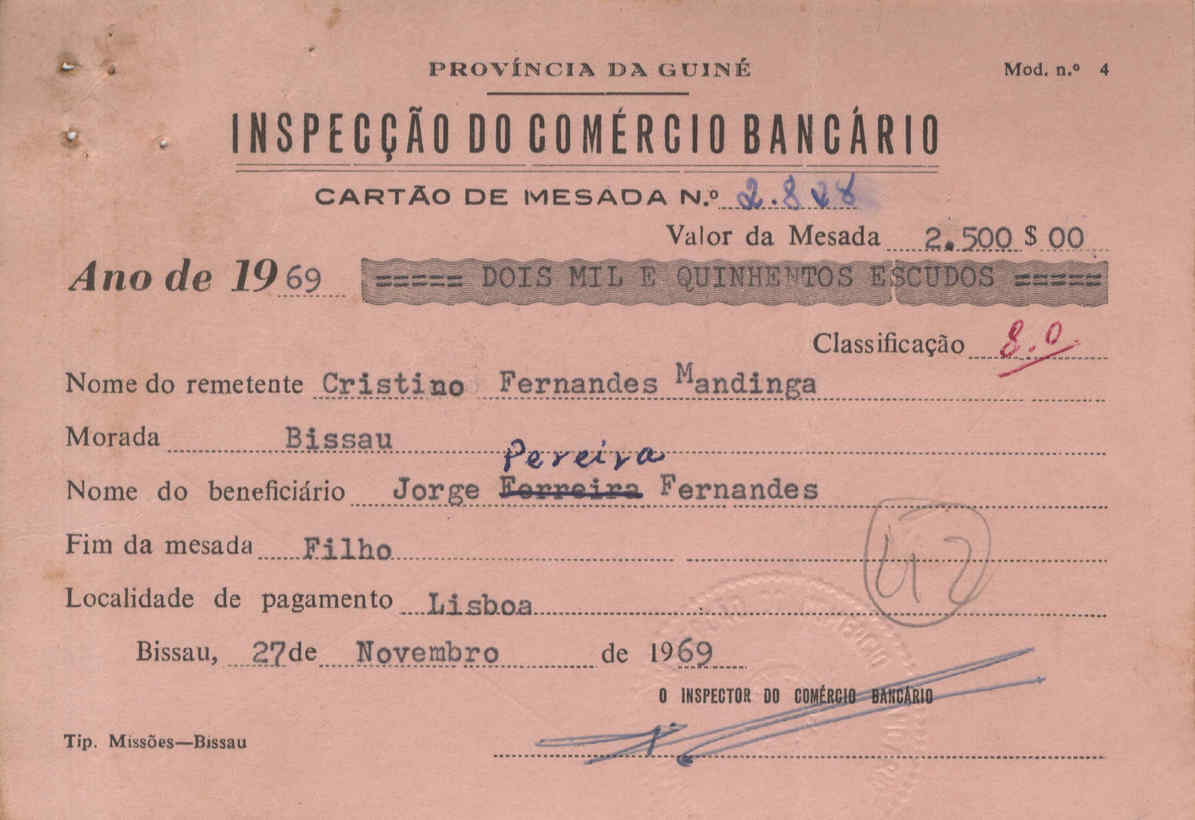 PROVÍNCIA DA GUINÉ
Mod. n.º 4
INSPECÇÃO DO COMÉRCIO BANCÁRIO
CARTÃO DE MESADA N.º 2.828
Valor da Mesada 2.500 $ 00
Ano de 1969 ===== DOIS MIL E QUINHENTOS ESCUDOS =====
Classificação 8.0
Nome do remetente Cristino Fernandes Mandinga
Morada Bissau
Pereira
Nome do beneficiário Jorge Ferreira Fernandes
Fim da mesada Filho
Localidade de pagamento Lisboa
Bissau, 27 de Novembro de 1969
O INSPECTOR DO COMÉRCIO BANCÁRIO
Tip. Missões—Bissau